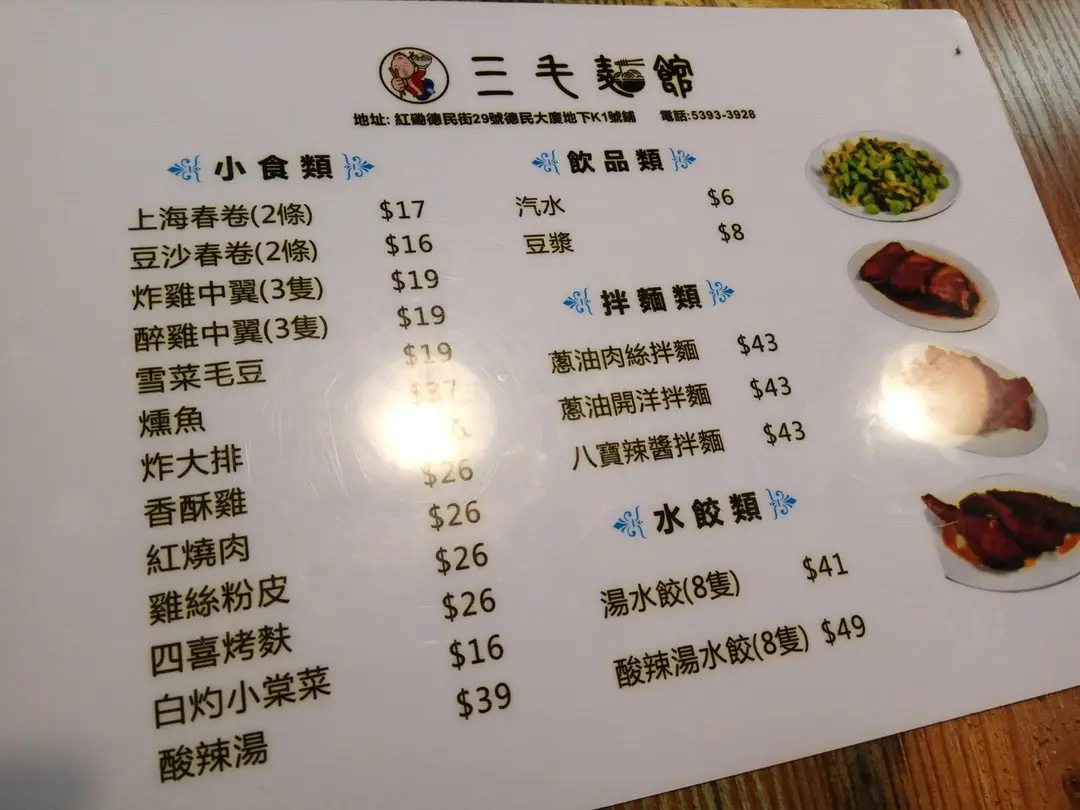 三毛麵館
地址: 紅磡德民街29號德民大廈地下K1號鋪 電話:5393-3928
小食類
上海春卷(2條) $17
豆沙春卷(2條) $16
炸雞中翼(3隻) $19
醉雞中翼(3隻) $19
雪菜毛豆 $19
燻魚 $37
炸大排
香酥雞 $26
紅燒肉 $26
雞絲粉皮 $26
四喜烤麩 $26
白灼小棠菜 $16
酸辣湯 $39
飲品類
汽水 $6
豆漿 $8
拌麵類
蔥油肉絲拌麵 $43
蔥油開洋拌麵 $43
八寶辣醬拌麵 $43
水餃類
湯水餃(8隻) $41
酸辣湯水餃(8隻) $49